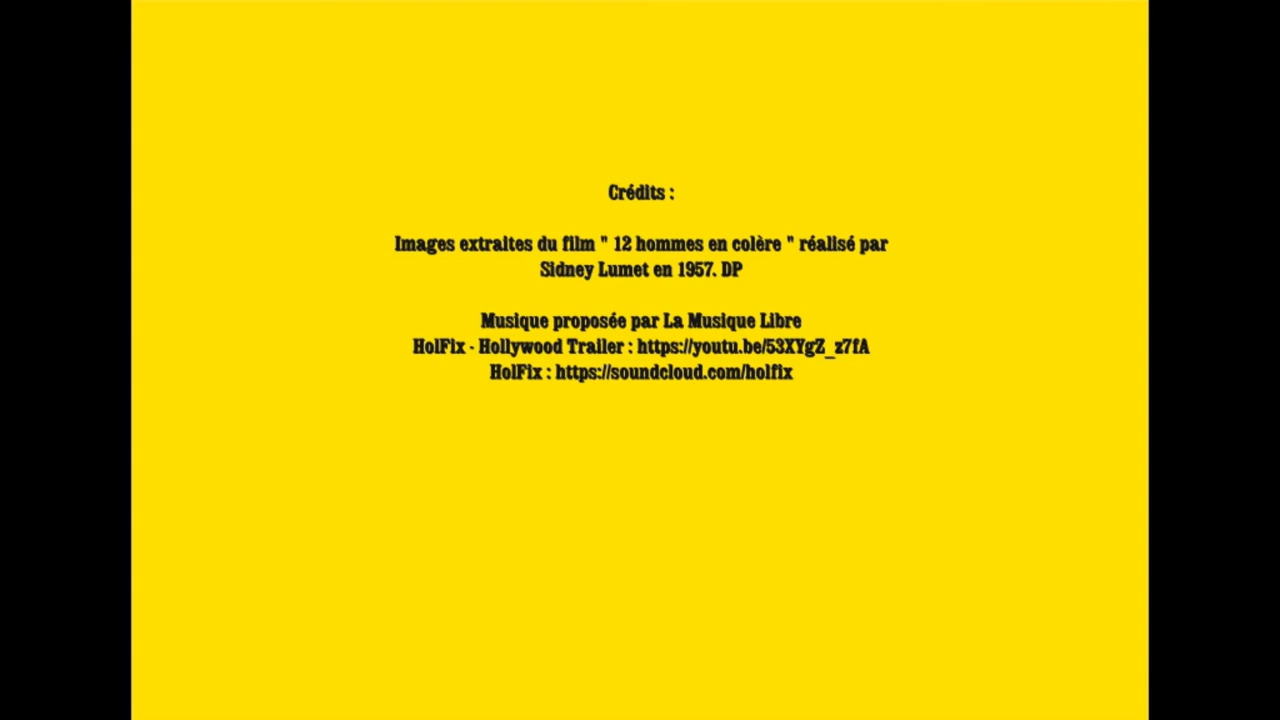 Crédits :
Images extraites du film " 12 hommes en colère " réalisé par
Sidney Lumet en 1957. DP
Musique proposée par La Musique Libre
HolFix - Hollywood Trailer : https://youtu.be/53XYgZ_z7fA
HolFix : https://soundcloud.com/holfix